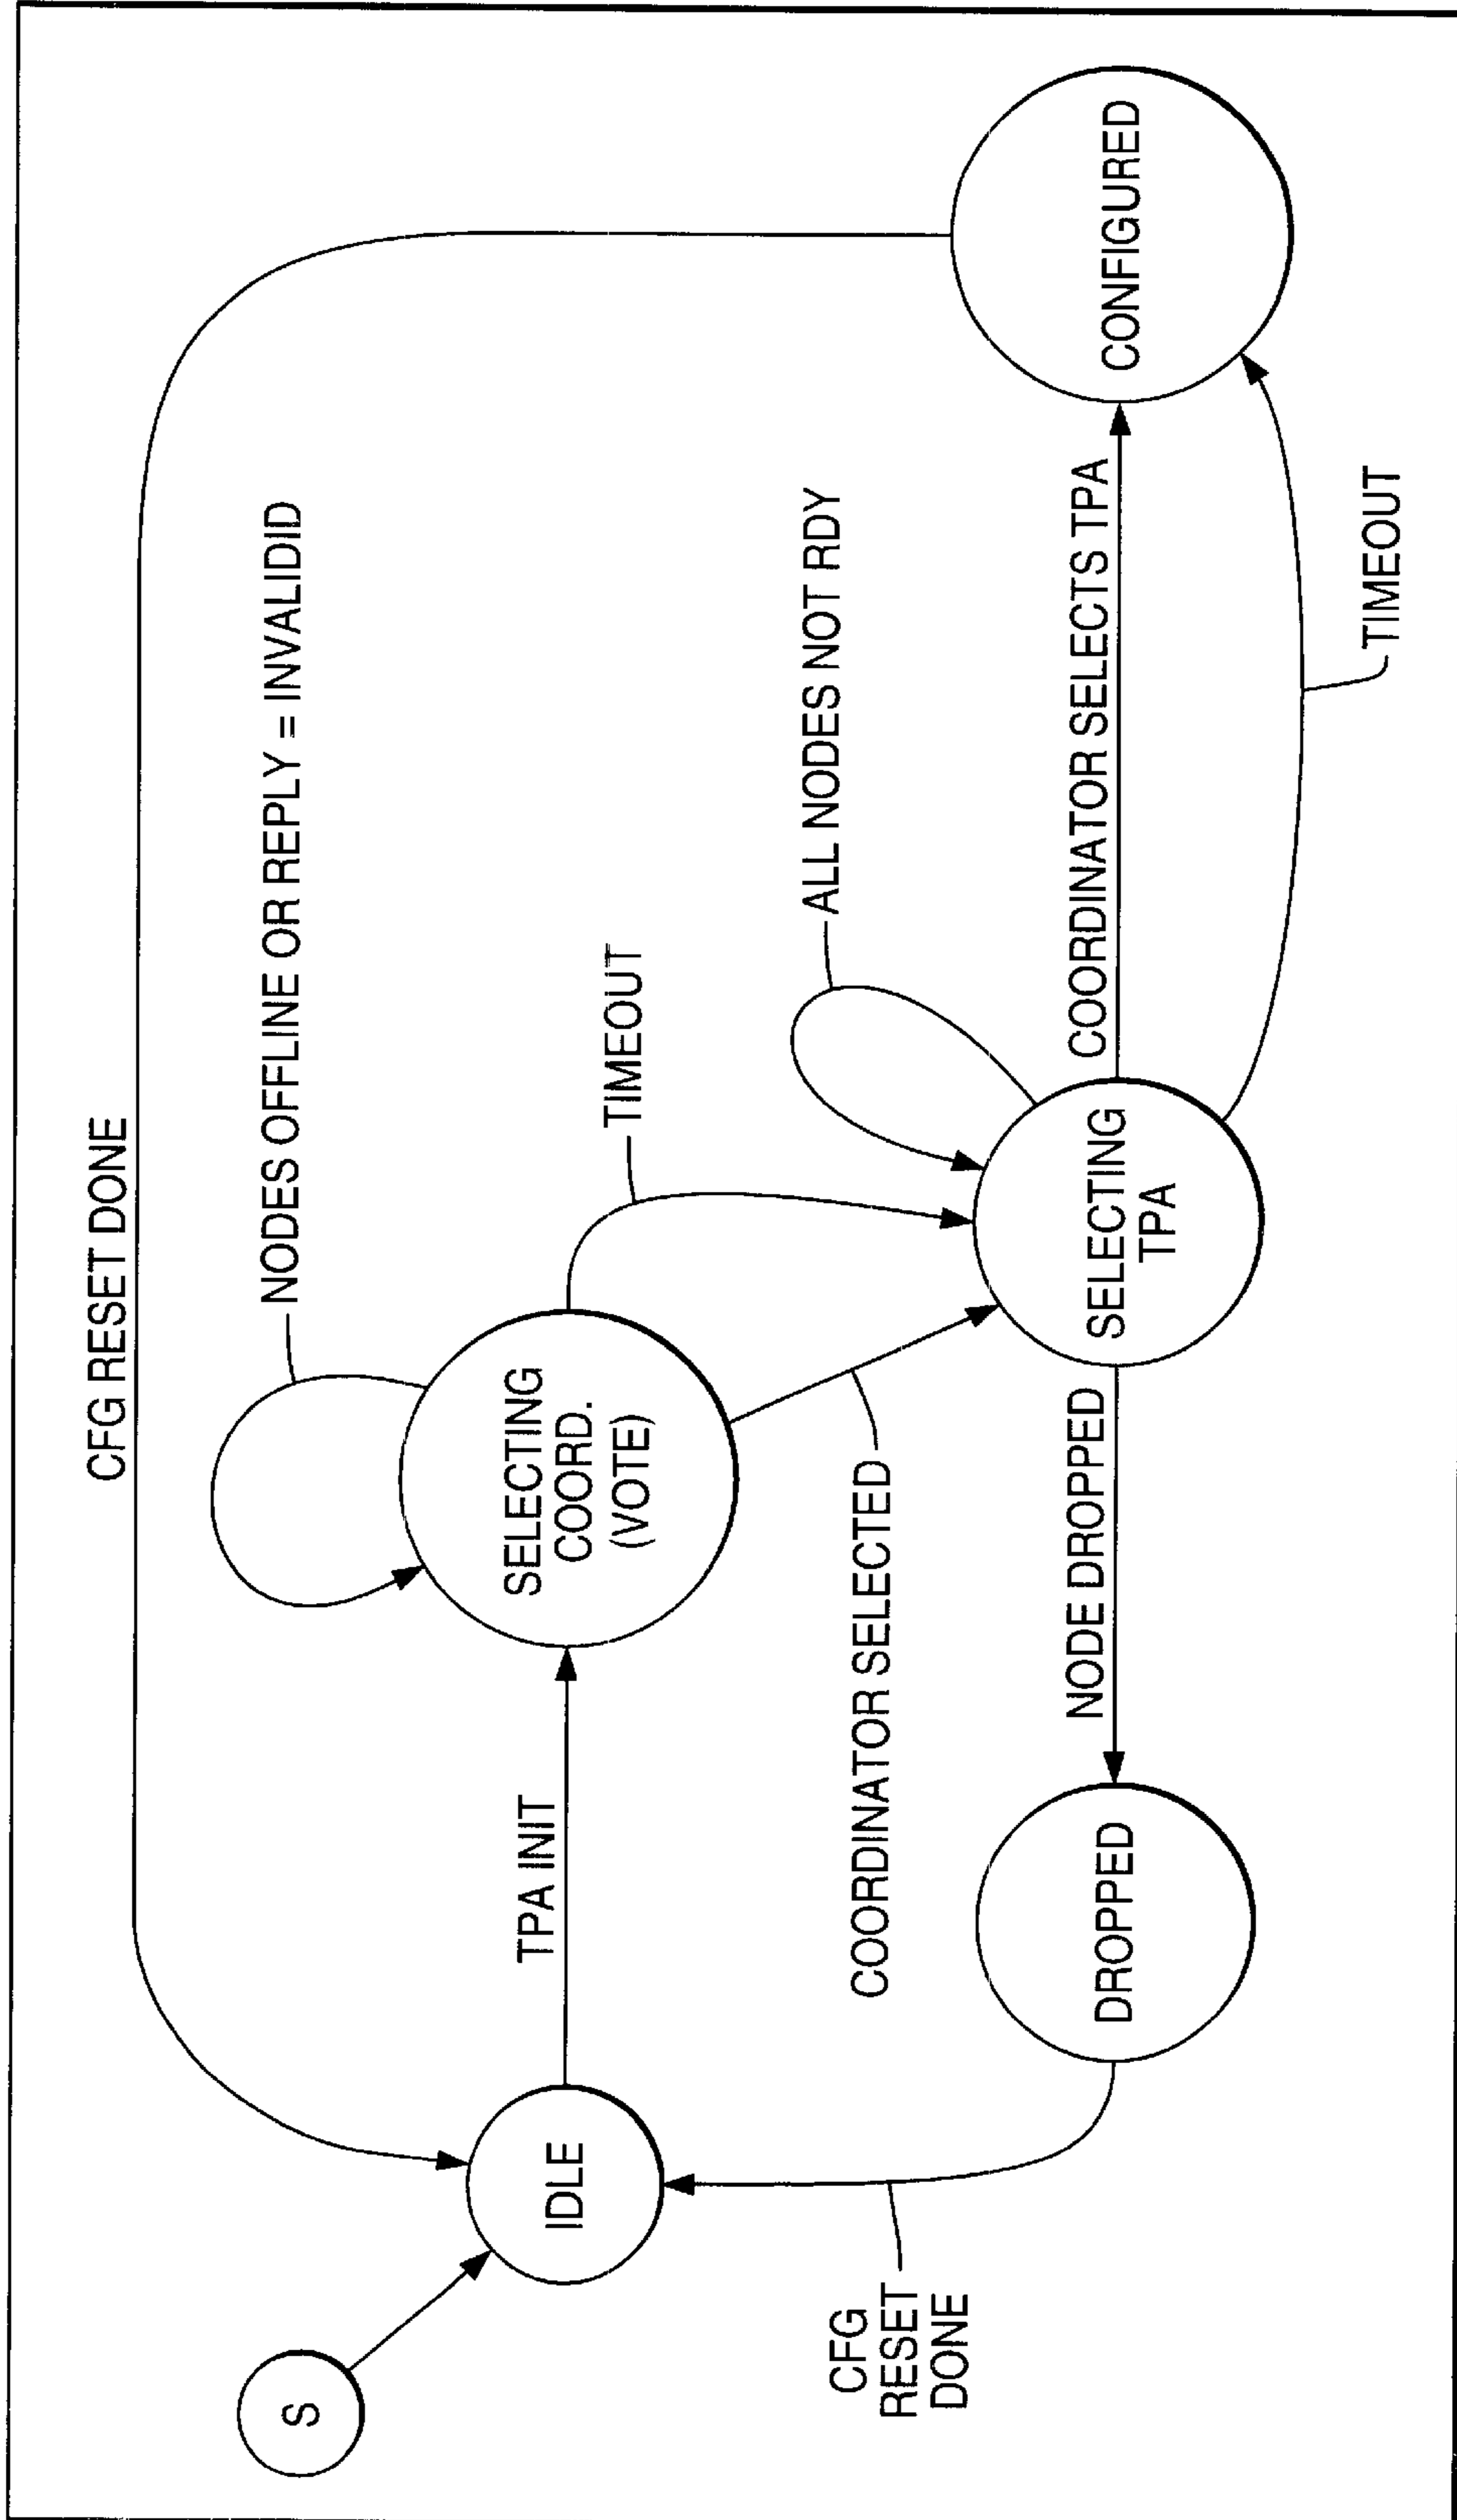 CFG RESET DONE
NODES OFFLINE OR REPLY = INVALIDID
S
IDLE
TPA INIT
SELECTING
COORD.
(VOTE)
TIMEOUT
ALL NODES NOT RDY
COORDINATOR SELECTED
CFG
RESET
DONE
DROPPED
NODE DROPPED
SELECTING
TPA
COORDINATOR SELECTS TPA
CONFIGURED
TIMEOUT